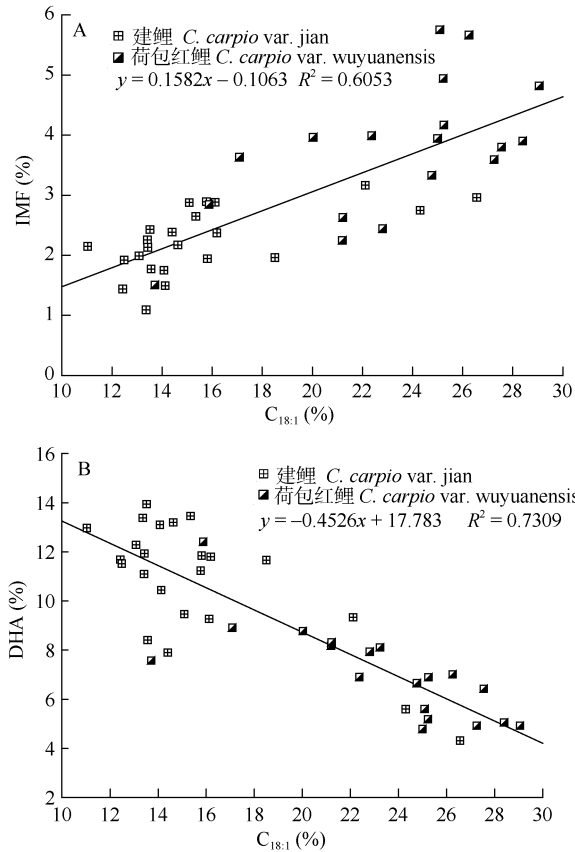 A
建鲤 C. carpio var. jian
荷包红鲤 C. carpio var. wuyuanensis
y = 0.1582x − 0.1063 R² = 0.6053
IMF (%)
6
5
4
3
2
1
0
10 12 14 16 18 20 22 24 26 28 30
C18:1 (%)
B
建鲤 C. carpio var. jian
荷包红鲤 C. carpio var. wuyuanensis
y = −0.4526x + 17.783 R² = 0.7309
DHA (%)
16
14
12
10
8
6
4
2
10 12 14 16 18 20 22 24 26 28 30
C18:1 (%)